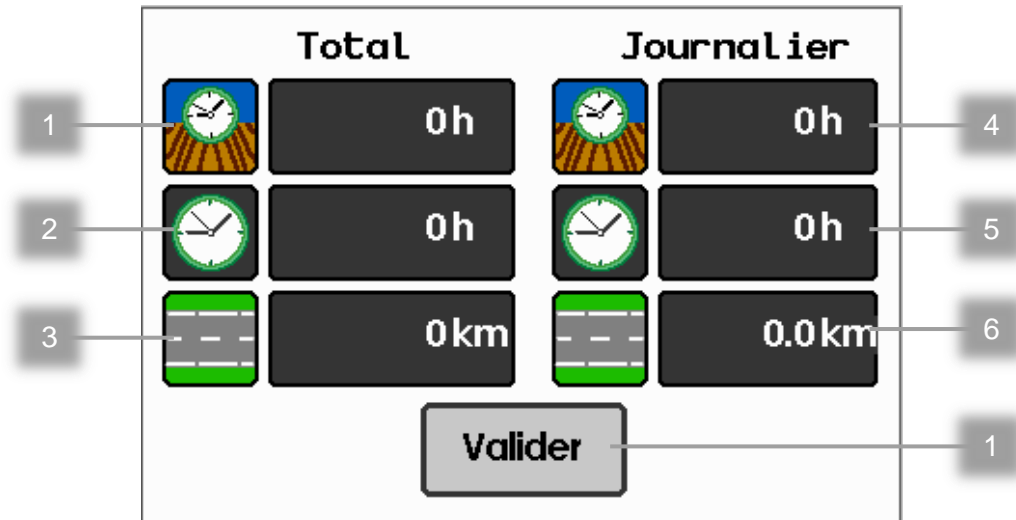 Total Journalier
1 0h 0h 4
2 0h 0h 5
3 0km 0.0km 6
Valider 1